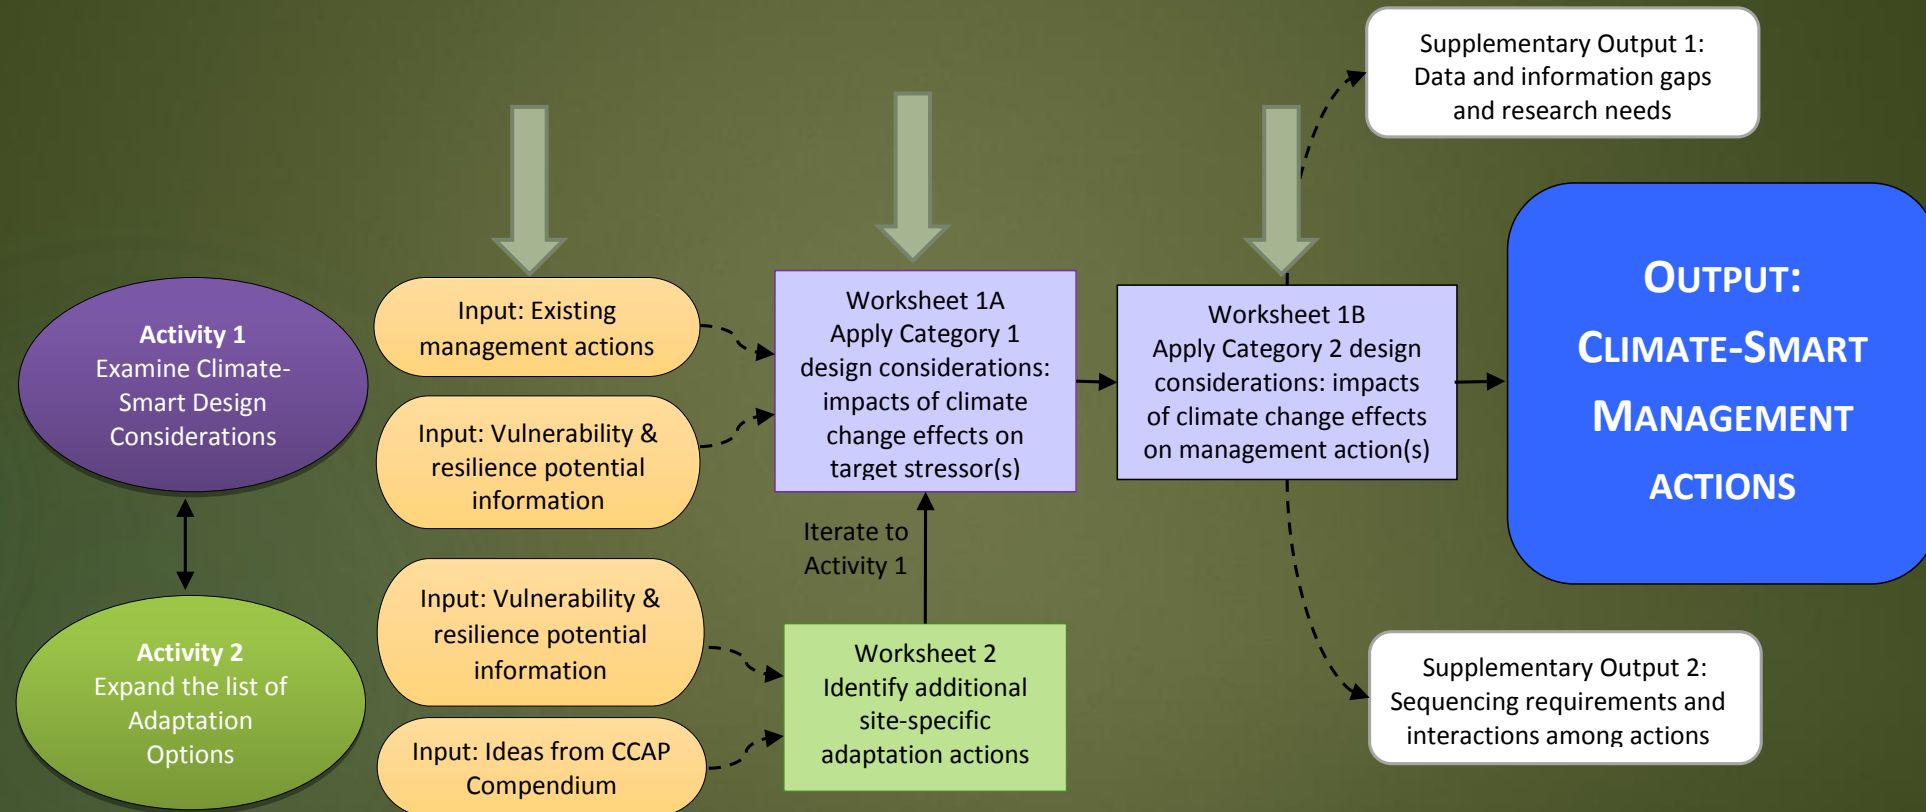 Activity 1
Examine Climate-
Smart Design
Considerations
Activity 2
Expand the list of
Adaptation
Options
Input: Existing
management actions
Input: Vulnerability &
resilience potential
information
Input: Vulnerability &
resilience potential
information
Input: Ideas from CCAP
Compendium
Worksheet 1A
Apply Category 1
design considerations:
impacts of climate
change effects on
target stressor(s)
Iterate to
Activity 1
Worksheet 2
Identify additional
site-specific
adaptation actions
Worksheet 1B
Apply Category 2 design
considerations: impacts
of climate change effects
on management action(s)
Supplementary Output 1:
Data and information gaps
and research needs
OUTPUT:
CLIMATE-SMART
MANAGEMENT
ACTIONS
Supplementary Output 2:
Sequencing requirements and
interactions among actions